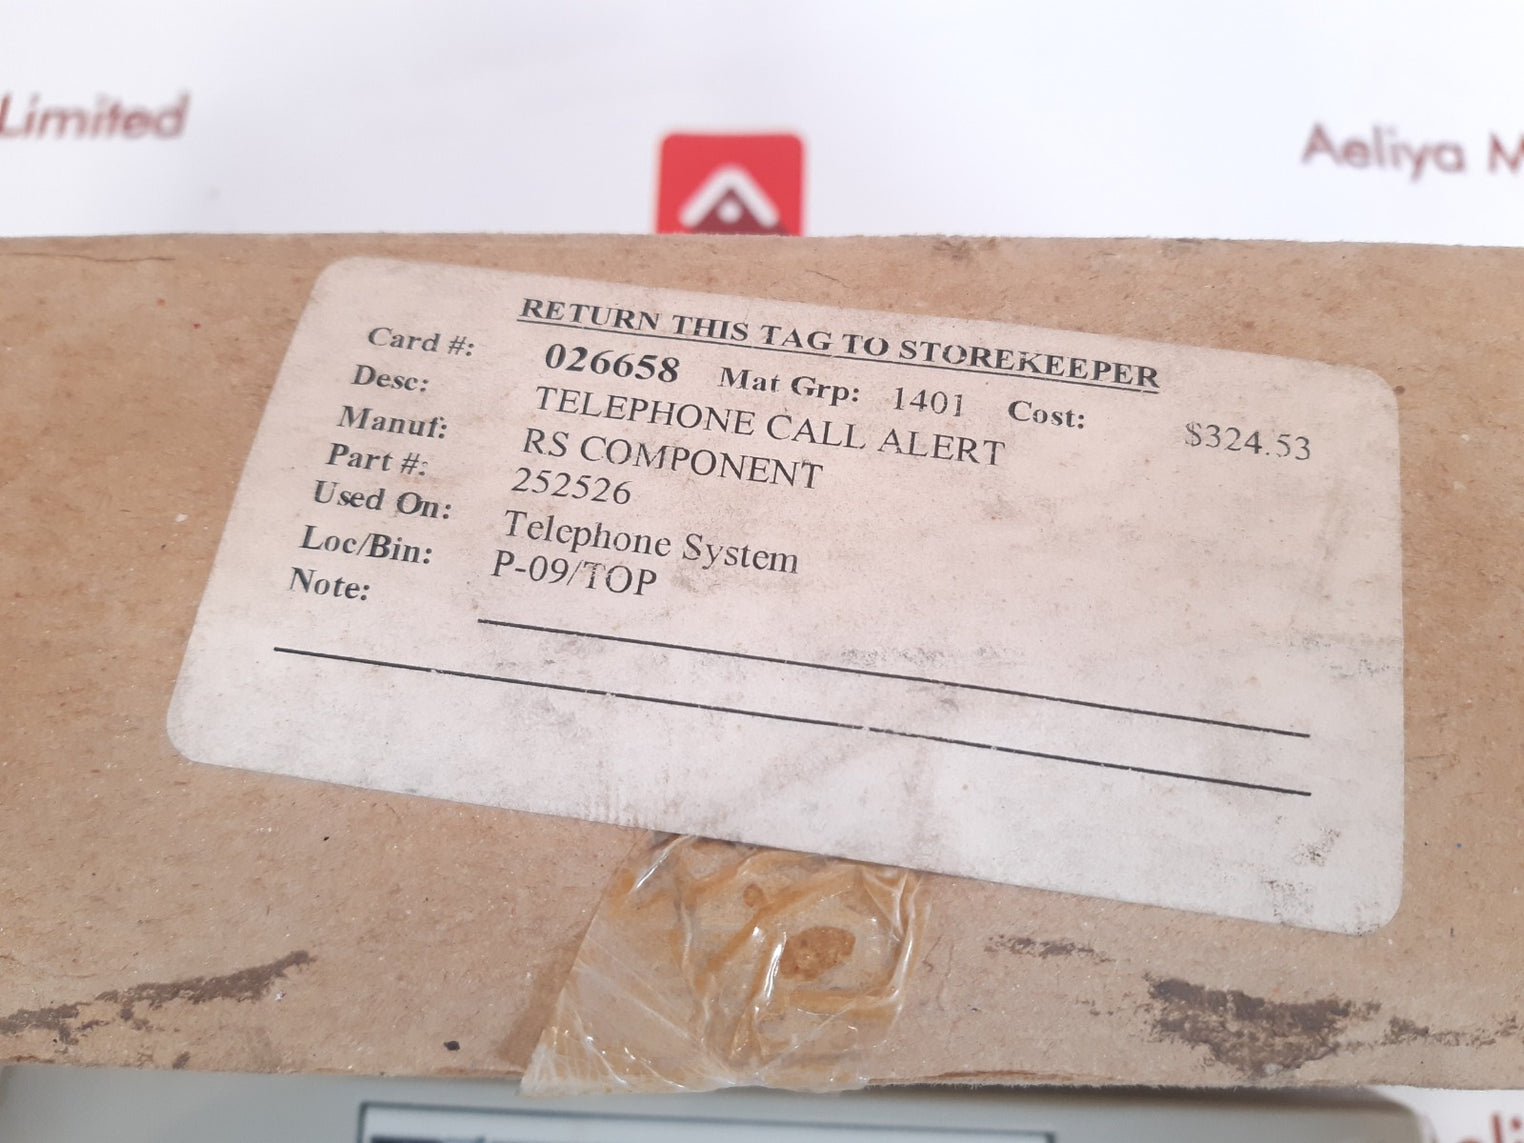 Limited
Aeliya M
RETURN THIS TAG TO STOREKEEPER
Card #: 026658 Mat Grp: 1401 Cost: $324.53
Desc: TELEPHONE CALL ALERT
Manuf: RS COMPONENT
Part #: 252526
Used On: Telephone System
Loc/Bin: P-09/TOP
Note: